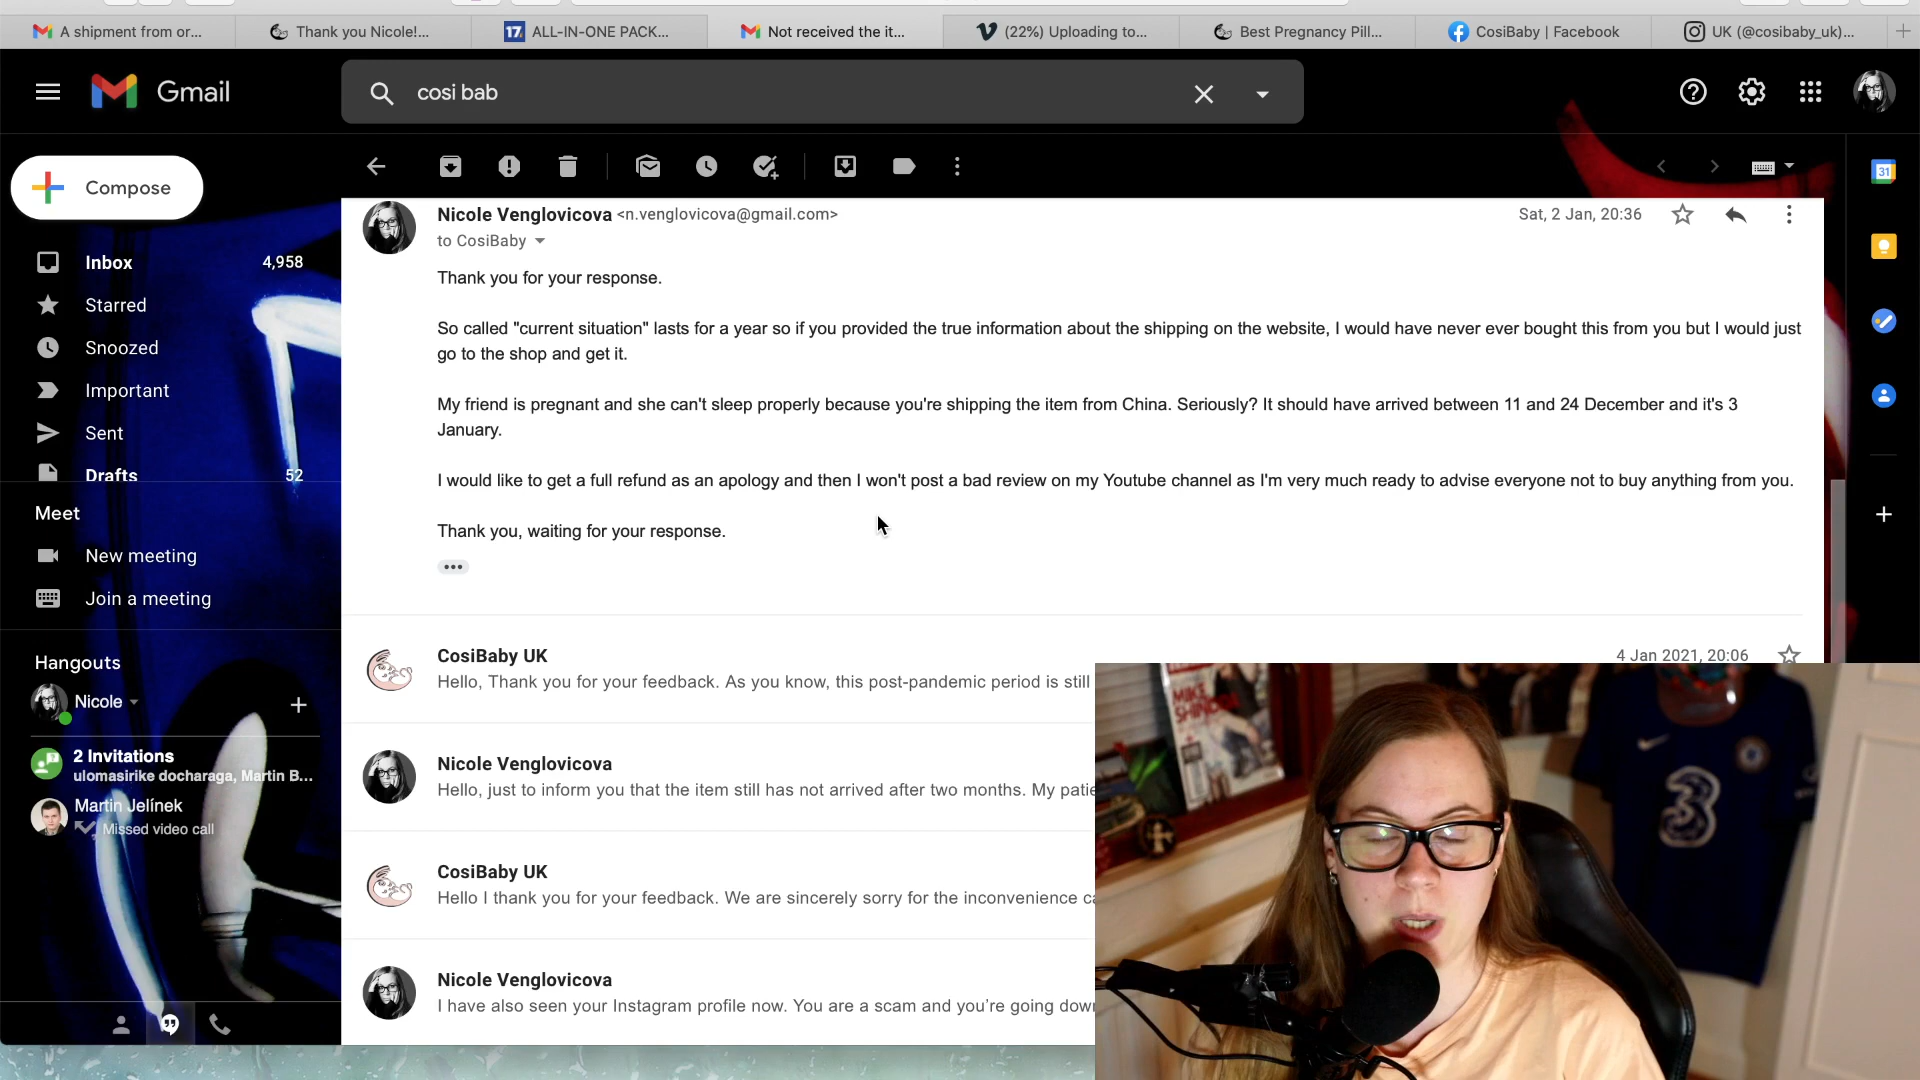 A shipment from or...
Thank you Nicole!...
17
ALL-IN-ONE PACK...
Not received the it...
(22%) Uploading to...
Best Pregnancy Pill...
CosiBaby | Facebook
UK (@cosibaby_uk)...
Gmail
cosi bab
Compose
Inbox 4,958
Starred
Snoozed
Important
Sent
Drafts 52
Meet
New meeting
Join a meeting
Hangouts
Nicole
2 Invitations
ulomasirike docharaga, Martin B...
Martin Jelínek
Missed video call
Nicole Venglovicova <n.venglovicova@gmail.com>
Sat, 2 Jan, 20:36
to CosiBaby
Thank you for your response.
So called "current situation" lasts for a year so if you provided the true information about the shipping on the website, I would have never ever bought this from you but I would just
go to the shop and get it.
My friend is pregnant and she can't sleep properly because you're shipping the item from China. Seriously? It should have arrived between 11 and 24 December and it's 3
January.
I would like to get a full refund as an apology and then I won't post a bad review on my Youtube channel as I'm very much ready to advise everyone not to buy anything from you.
Thank you, waiting for your response.
CosiBaby UK
4 Jan 2021, 20:06
Hello, Thank you for your feedback. As you know, this post-pandemic period is still
Nicole Venglovicova
Hello, just to inform you that the item still has not arrived after two months. My patie
CosiBaby UK
Hello I thank you for your feedback. We are sincerely sorry for the inconvenience ca
Nicole Venglovicova
I have also seen your Instagram profile now. You are a scam and you're going dow
31
MIKE
SHINODA
3